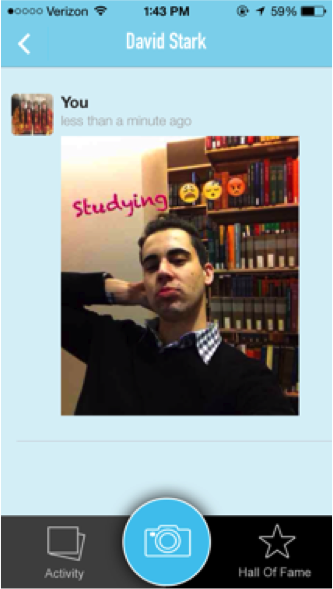 Verizon 1:43 PM 59%
David Stark
You
less than a minute ago
Studying
Activity
Hall Of Fame